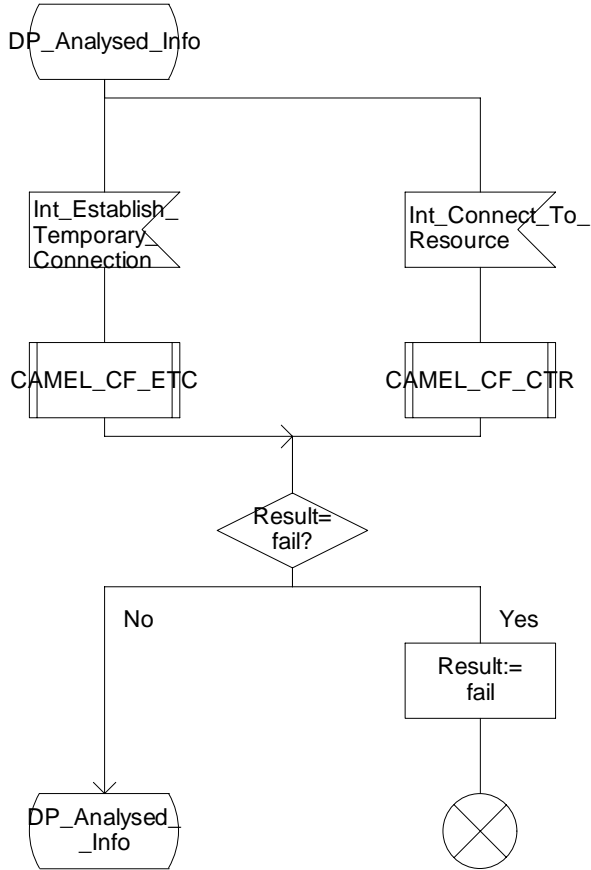 DP_Analysed_Info
Int_Establish_
Temporary_
Connection
Int_Connect_To_
Resource
CAMEL_CF_ETC
CAMEL_CF_CTR
Result=
fail?
No
Yes
Result:=
fail
DP_Analysed_
_Info